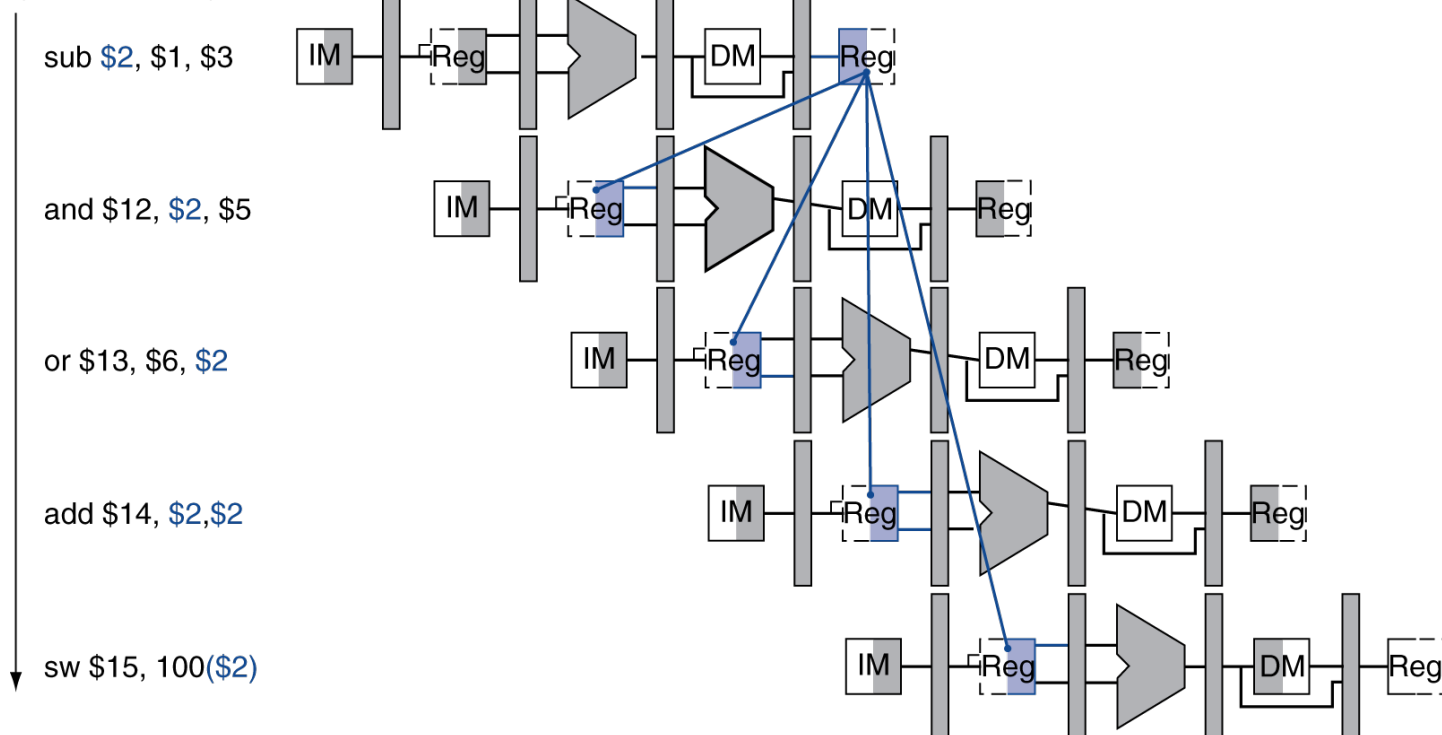 sub $2, $1, $3
IM Reg DM Reg
and $12, $2, $5
IM Reg DM Reg
or $13, $6, $2
IM Reg DM Reg
add $14, $2,$2
IM Reg DM Reg
sw $15, 100($2)
IM Reg DM Reg